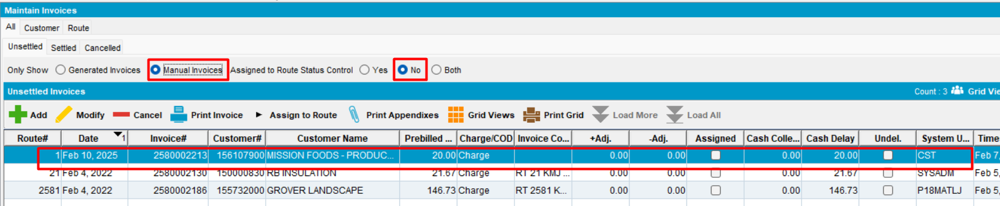 Maintain Invoices
All Customer Route
Unsettled Settled Cancelled
Only Show Generated Invoices Manual Invoices Assigned to Route Status Control Yes No Both
Unsettled Invoices Count : 3 Grid Vie
Add Modify Cancel Print Invoice Assign to Route Print Appendixes Grid Views Print Grid Load More Load All
Route# Date 1 Invoice# Customer# Customer Name Prebilled ... Charge/COD Invoice Co... +Adj. -Adj. Assigned Cash Colle... Cash Delay Undel. System U... Time
1 Feb 10, 2025 2580002213 156107900 MISSION FOODS - PRODUC... 20.00 Charge 0.00 0.00 0.00 20.00 CST Feb 7,
21 Feb 4, 2022 2580002130 150000830 RB INSULATION 21.67 Charge RT 21 KMJ ... 0.00 0.00 0.00 21.67 SYSADM Feb 5,
2581 Feb 4, 2022 2580002186 155732000 GROVER LANDSCAPE 146.73 Charge RT 2581 K... 0.00 0.00 0.00 146.73 P18MATLJ Feb 5,